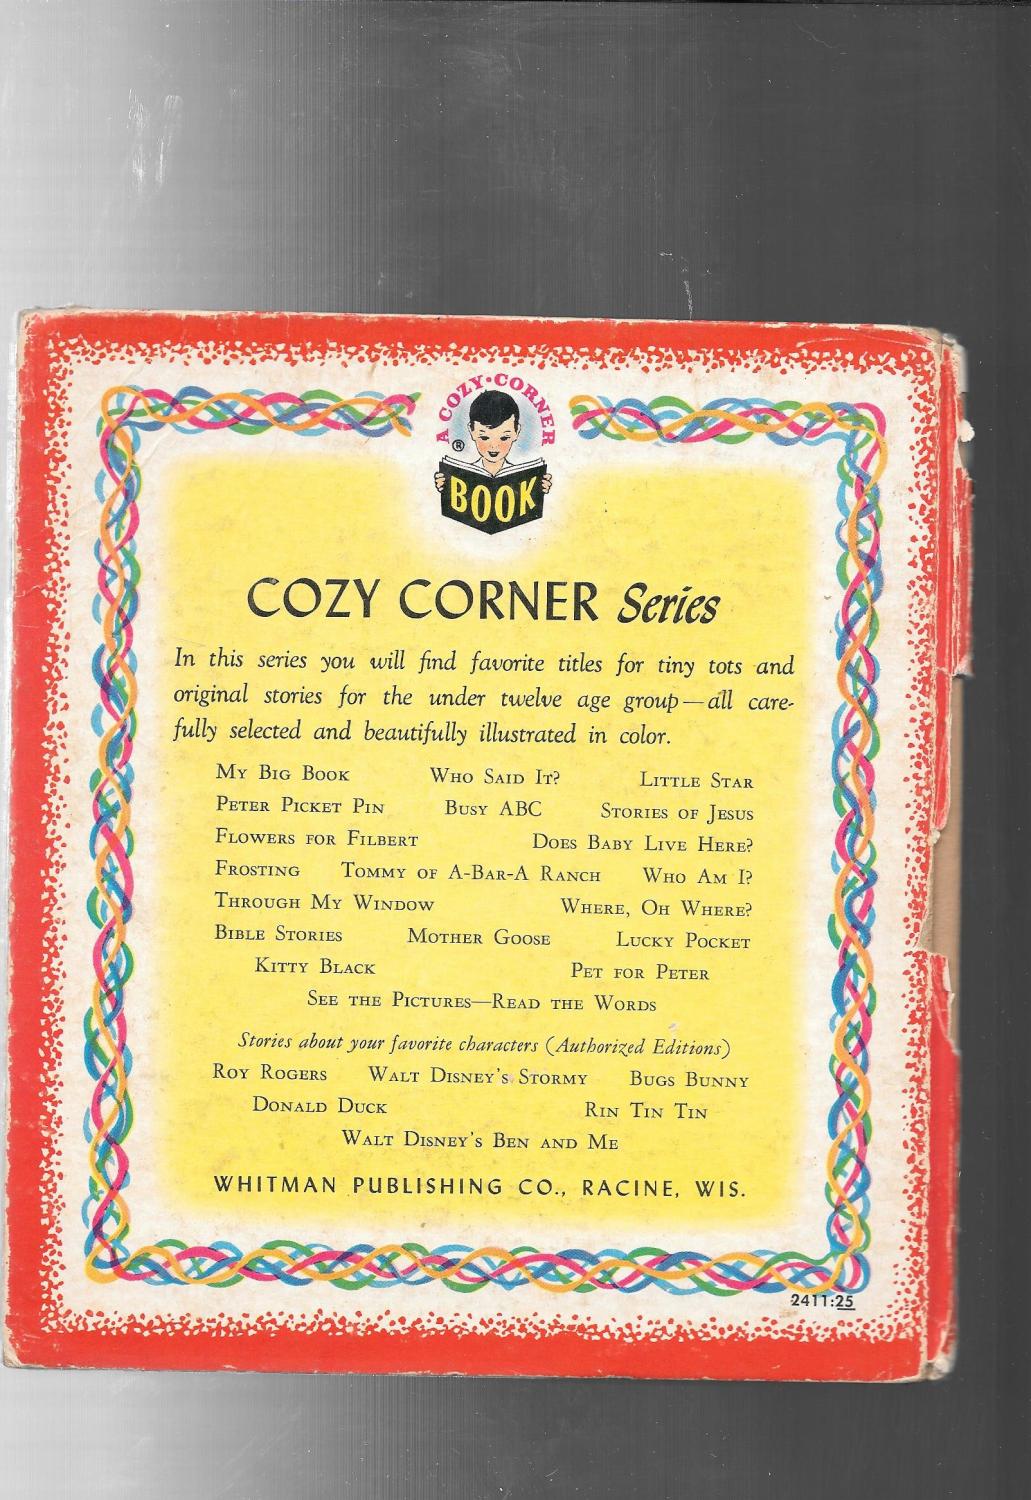 A COZY·CORNER
®
BOOK
COZY CORNER Series
In this series you will find favorite titles for tiny tots and
original stories for the under twelve age group—all care-
fully selected and beautifully illustrated in color.
My Big Book Who Said It? Little Star
Peter Picket Pin Busy ABC Stories of Jesus
Flowers for Filbert Does Baby Live Here?
Frosting Tommy of A-Bar-A Ranch Who Am I?
Through My Window Where, Oh Where?
Bible Stories Mother Goose Lucky Pocket
Kitty Black Pet for Peter
See the Pictures—Read the Words
Stories about your favorite characters (Authorized Editions)
Roy Rogers Walt Disney's Stormy Bugs Bunny
Donald Duck Rin Tin Tin
Walt Disney's Ben and Me
WHITMAN PUBLISHING CO., RACINE, WIS.
2411:25